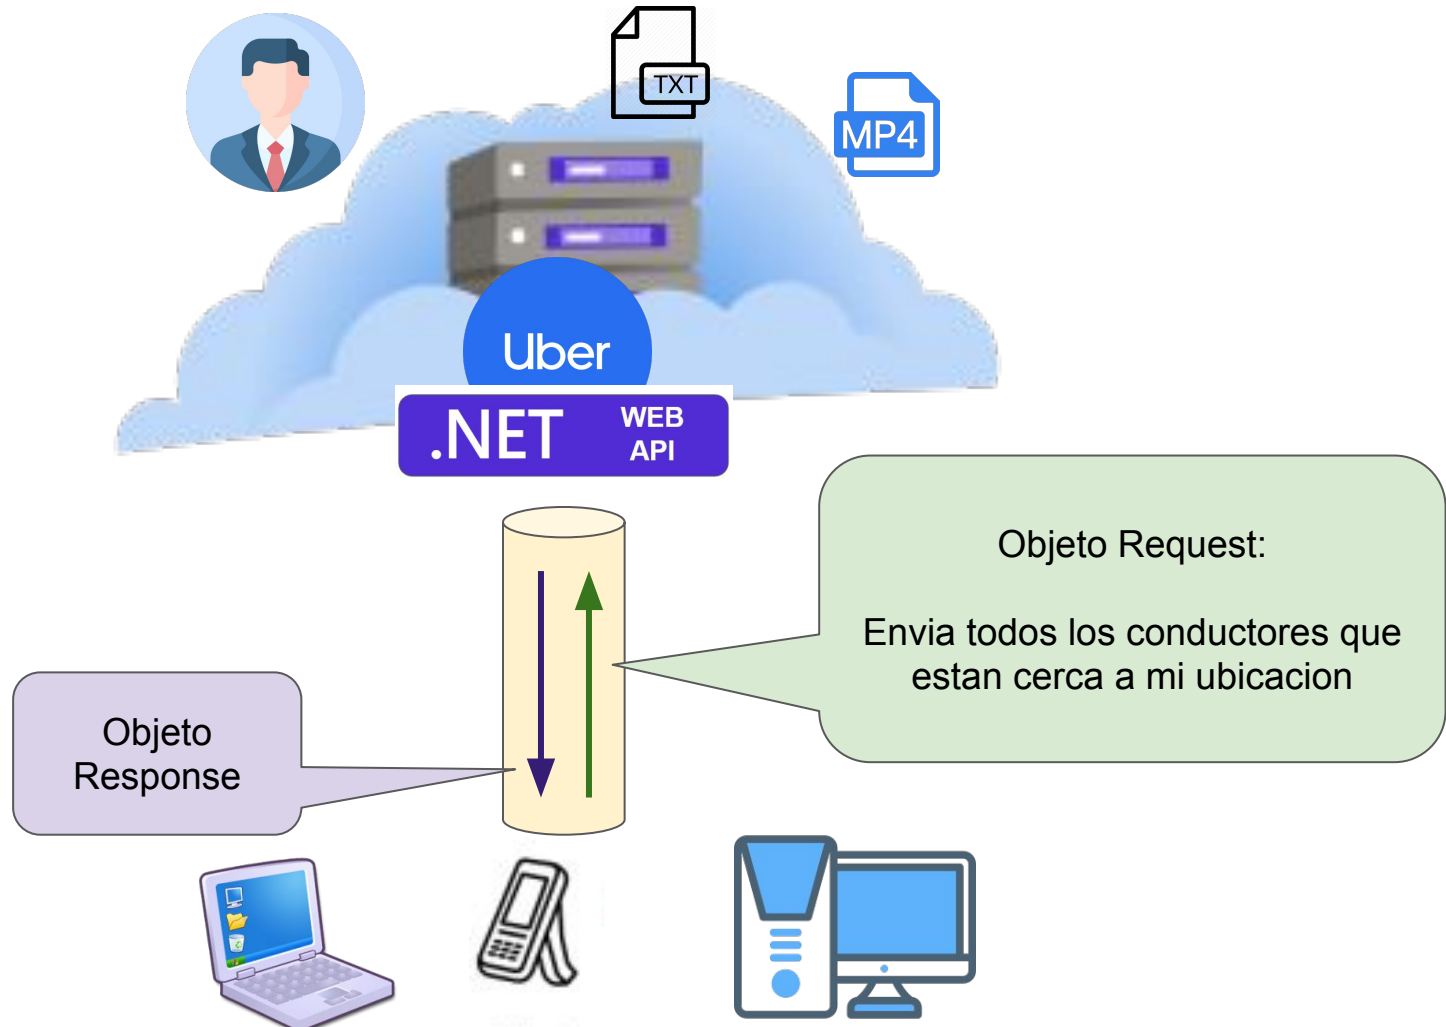 TXT
MP4
Uber
.NET
WEB
API
Objeto Request:
Envia todos los conductores que
estan cerca a mi ubicacion
Objeto
Response